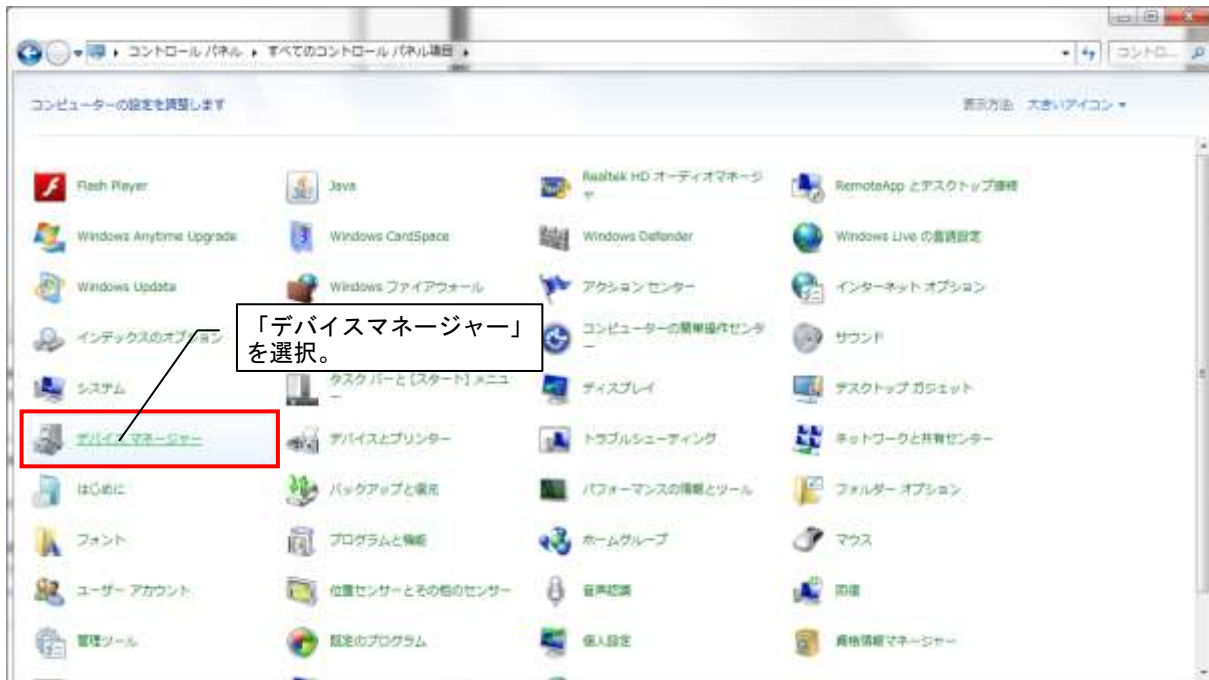 コントロール パネル ▸ すべてのコントロール パネル項目 ▸
コントロ...
コンピューターの設定を調整します
表示方法: 大きいアイコン
Flash Player
Java
Realtek HD オーディオマネージ
ャ
RemoteApp とデスクトップ接続
Windows Anytime Upgrade
Windows CardSpace
Windows Defender
Windows Live の言語設定
Windows Update
Windows ファイアウォール
アクション センター
インターネット オプション
インデックスのオプション
「デバイスマネージャー」
を選択。
コンピューターの簡単操作センタ
ー
サウンド
システム
タスク バーと [スタート] メニュ
ー
ディスプレイ
デスクトップ ガジェット
デバイス マネージャー
デバイスとプリンター
トラブルシューティング
ネットワークと共有センター
はじめに
バックアップと復元
パフォーマンスの情報とツール
フォルダー オプション
フォント
プログラムと機能
ホームグループ
マウス
ユーザー アカウント
位置センサーとその他のセンサー
音声認識
回復
管理ツール
既定のプログラム
個人設定
資格情報マネージャー